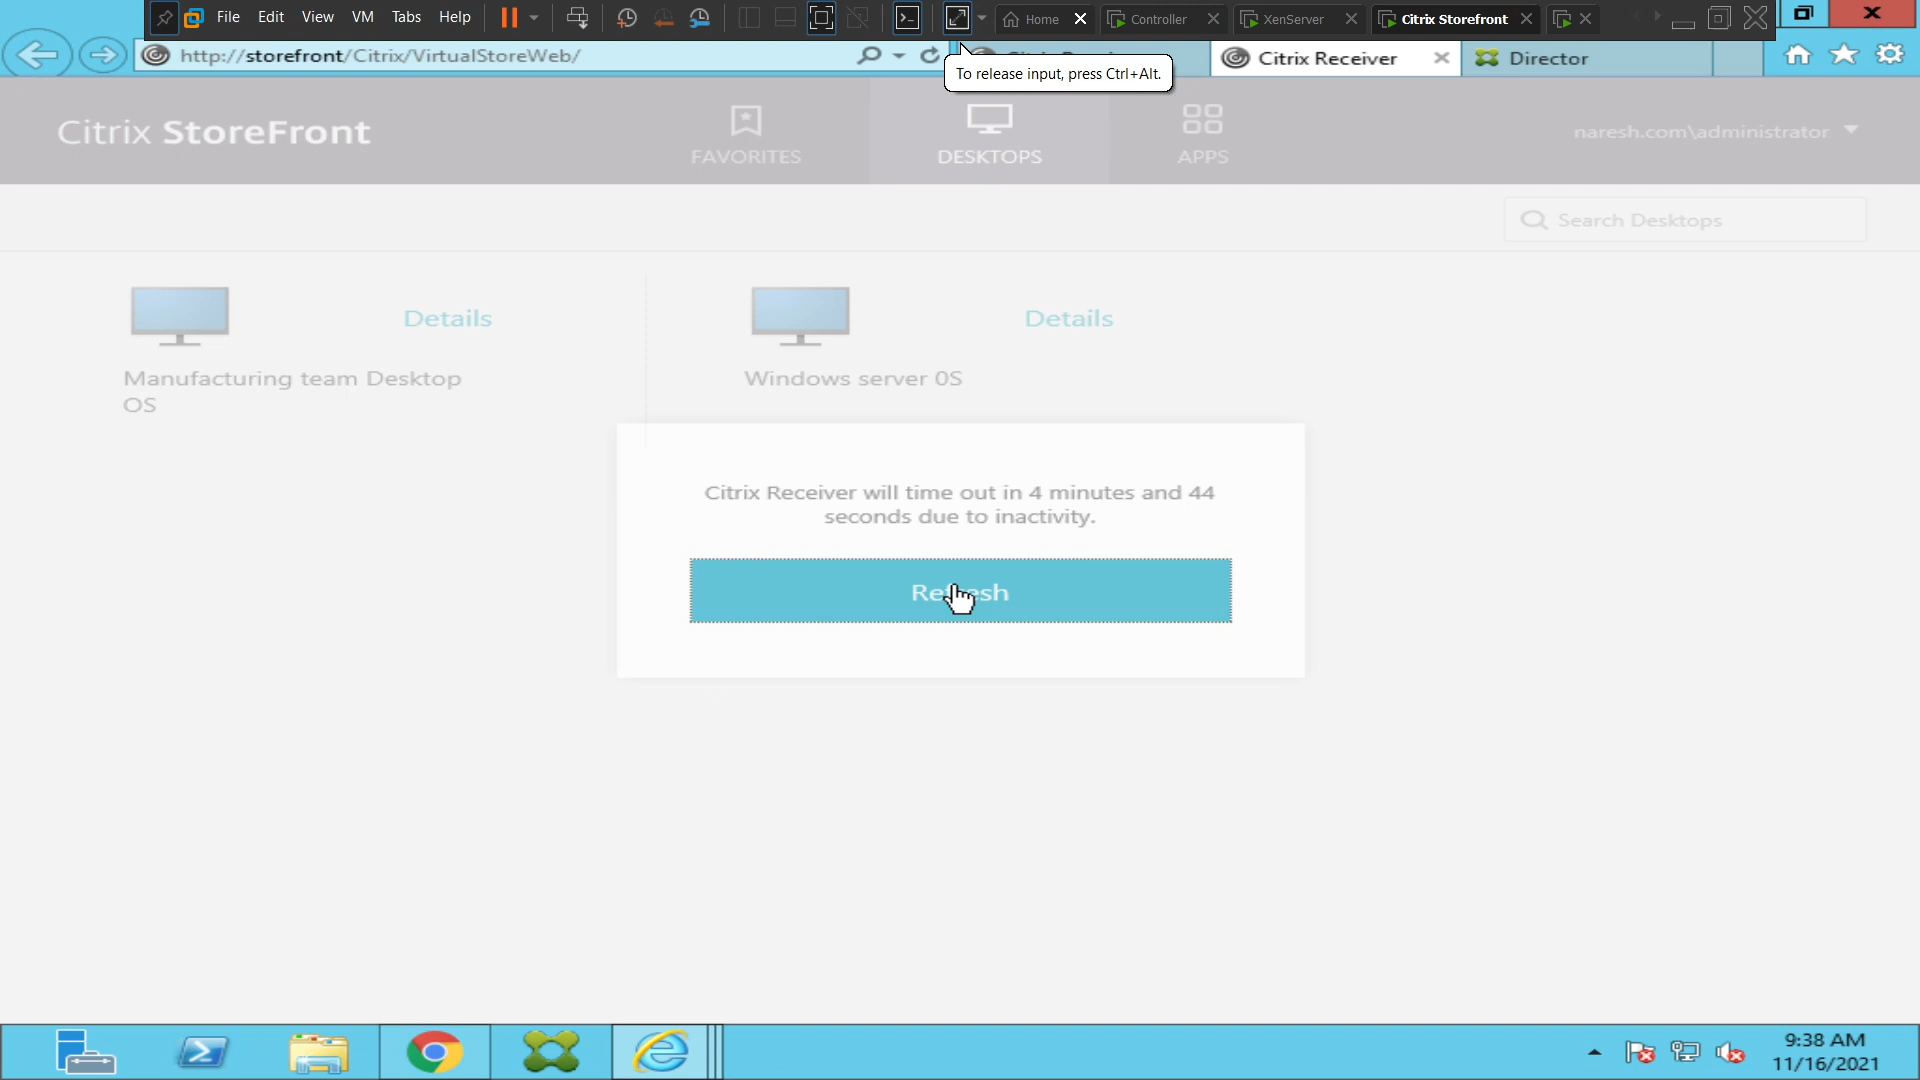 File Edit View VM Tabs Help
Home
Controller
XenServer
Citrix Storefront
http://storefront/Citrix/VirtualStoreWeb/
Citrix Receiver
Director
To release input, press Ctrl+Alt.
Citrix StoreFront
FAVORITES
DESKTOPS
APPS
naresh.com\administrator
Search Desktops
Details
Manufacturing team Desktop
OS
Details
Windows server 0S
Citrix Receiver will time out in 4 minutes and 44
seconds due to inactivity.
Refresh
9:38 AM
11/16/2021